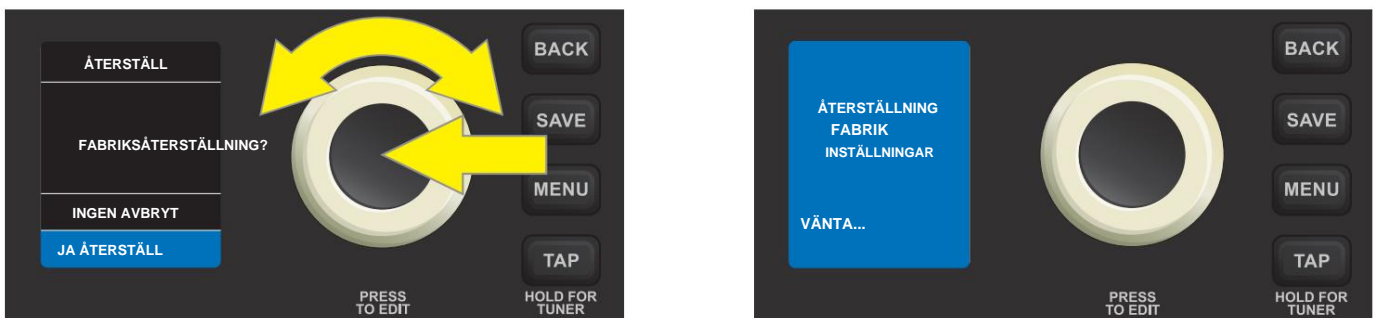 ÅTERSTÄLL
FABRIKSÅTERSTÄLLNING?
INGEN AVBRYT
JA ÅTERSTÄLL
BACK
SAVE
MENU
TAP
PRESS
TO EDIT
HOLD FOR
TUNER
ÅTERSTÄLLNING
FABRIK
INSTÄLLNINGAR
VÄNTA...
BACK
SAVE
MENU
TAP
PRESS
TO EDIT
HOLD FOR
TUNER